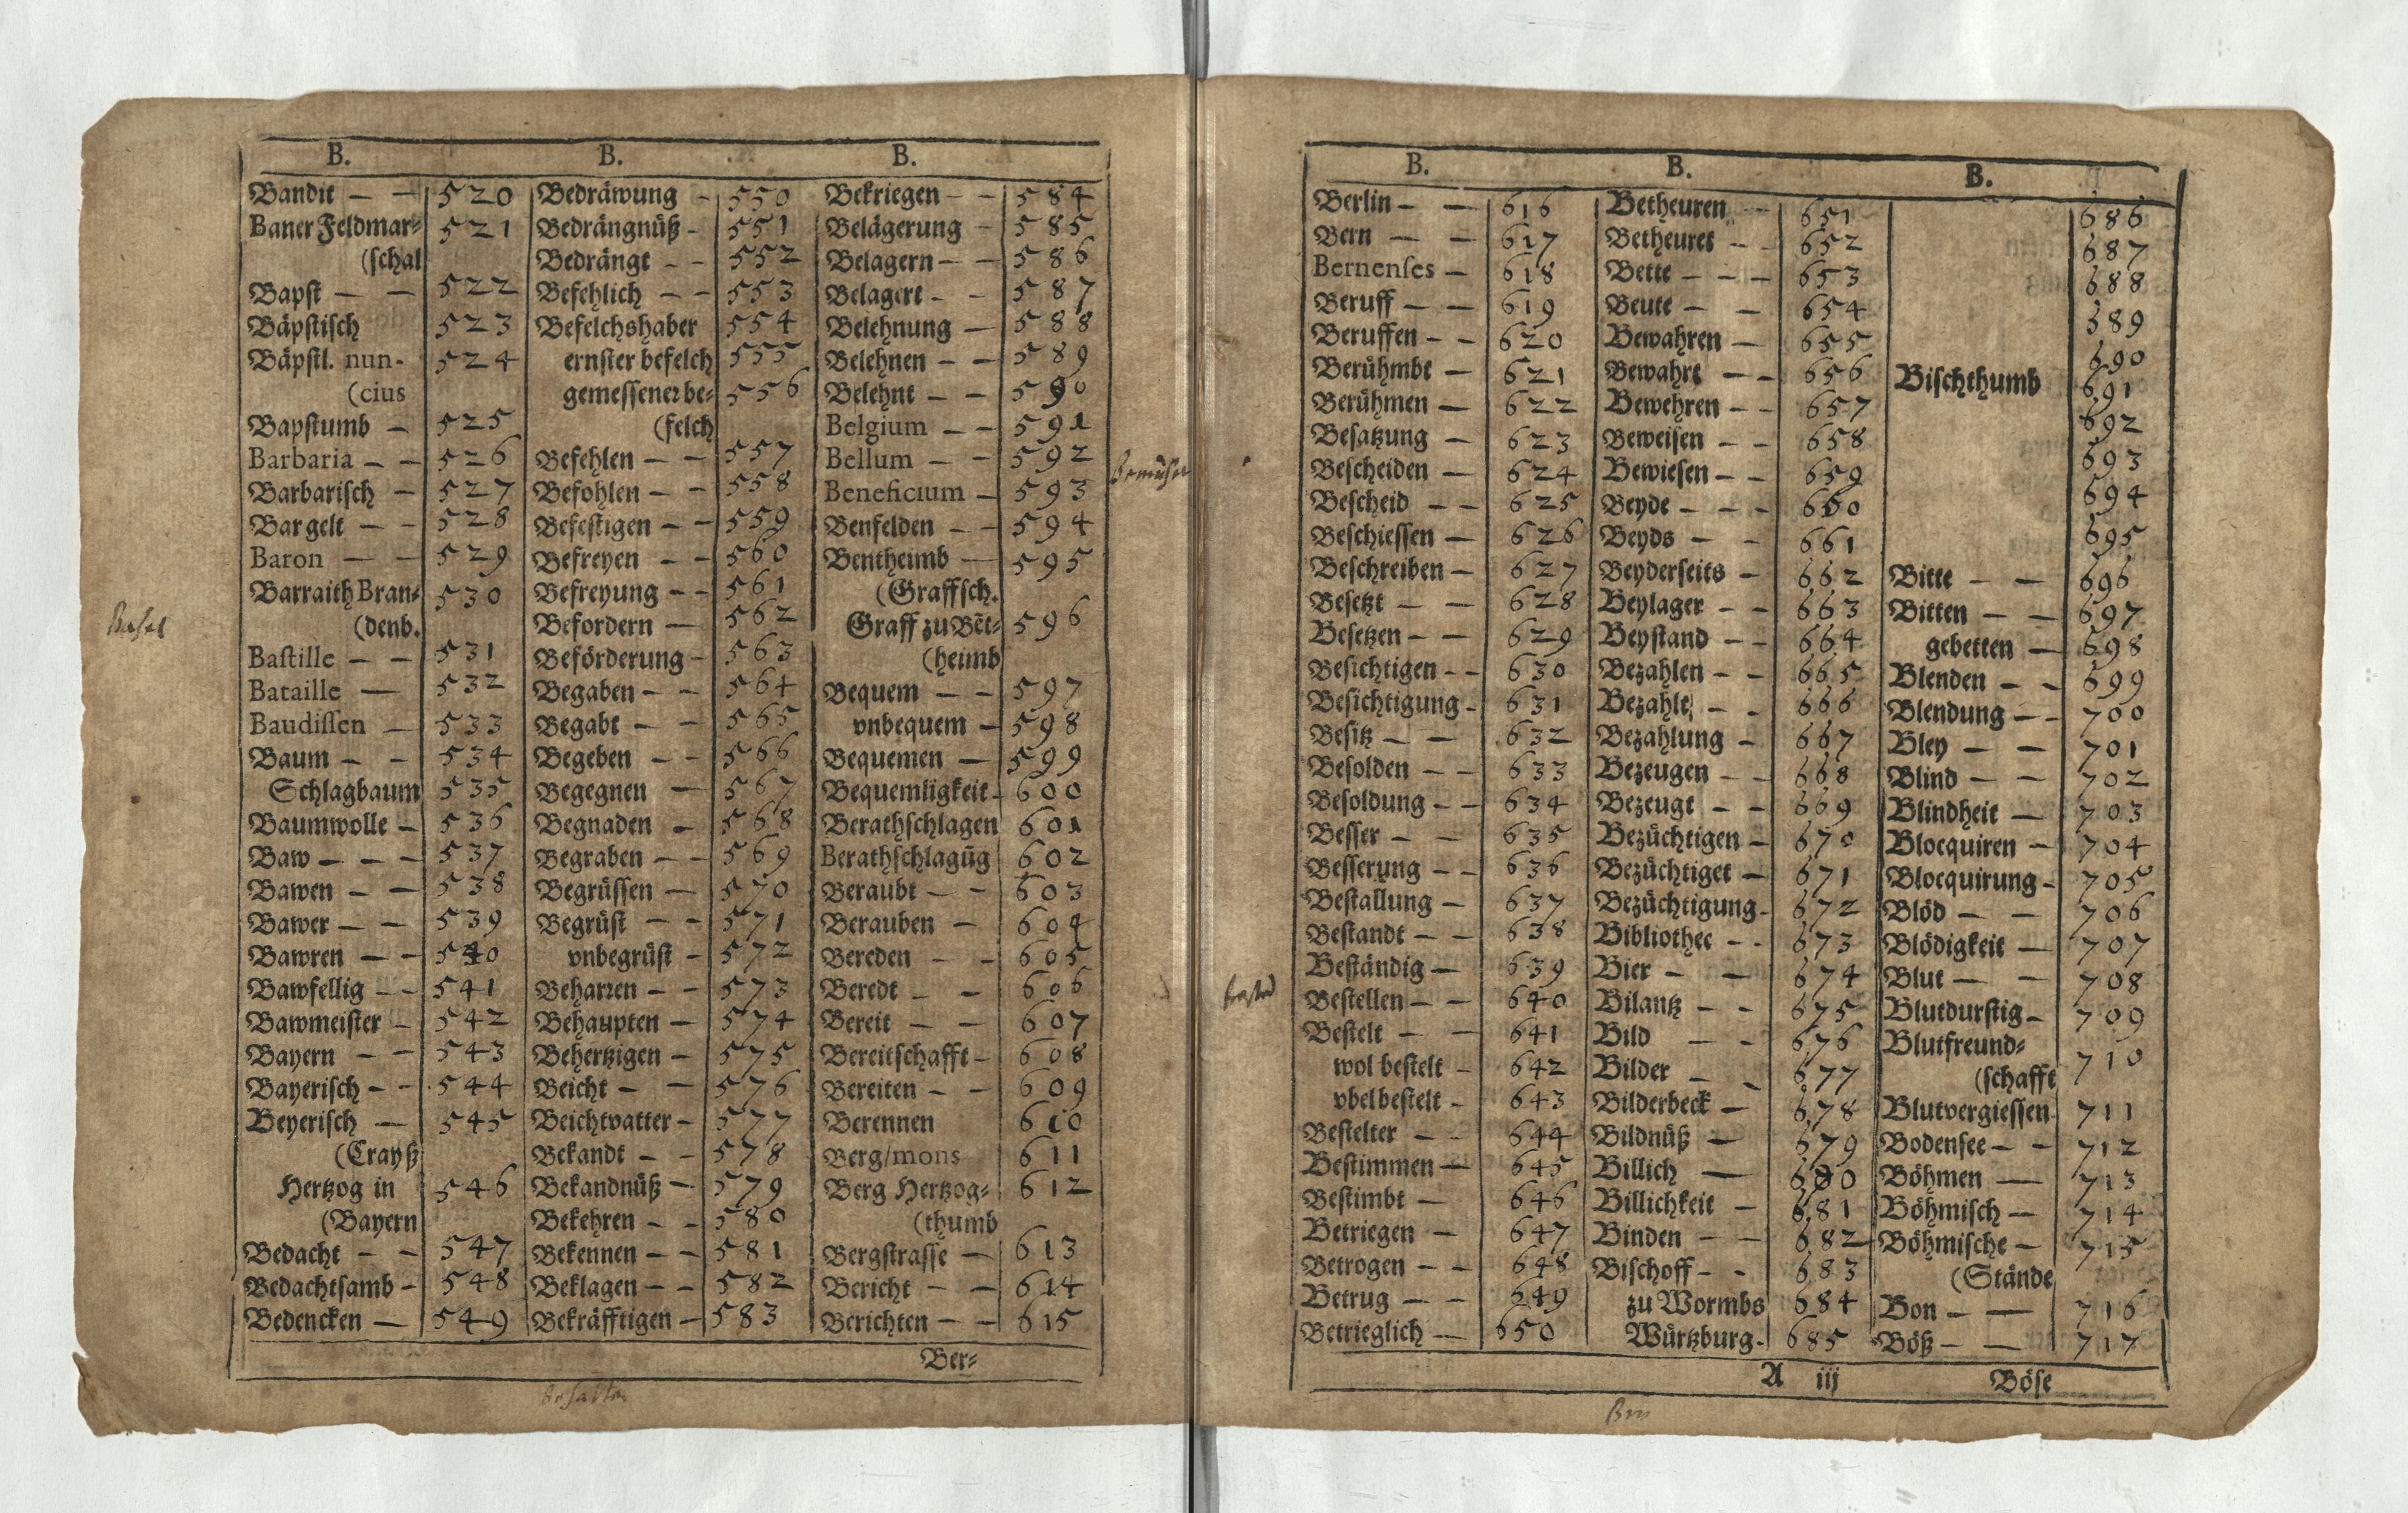 B. B. B.
Bandit — — 520
Baner Feldmar- 521
(schal
Bapst — — 522
Bäpstisch 523
Bäpstl. nun- 524
(cius
Bapstumb — 525
Barbaria — — 526
Barbarisch — 527
Bargelt — — 528
Baron — — 529
Barraith Bran- 530
(denb.
Bastille — — 531
Bataille — 532
Baudissen — 533
Baum — — 534
Schlagbaum 535
Baumwolle — 536
Baw — — — 537
Bawen — — 538
Bawer — — 539
Bawren — — 540
Bawfellig — — 541
Bawmeister — 542
Bayern — — 543
Bayerisch — — 544
Beyerisch — 545
(Crayß
Hertzog in 546
(Bayern
Bedacht — — 547
Bedachtsamb — 548
Bedencken — 549
Bedräwung — 550
Bedrängnüß — 551
Bedrängt — — 552
Befehlich — — 553
Befelchshaber 554
ernster befelch 555
gemessener be- 556
(felch
Befehlen — — 557
Befohlen — — 558
Befestigen — — 559
Befreyen — — 560
Befreyung — — 561
Befordern — 562
Beförderung — 563
Begaben — — 564
Begabt — — 565
Begeben — — 566
Begegnen — 567
Begnaden — 568
Begraben — — 569
Begrüssen — 570
Begrüst — — 571
vnbegrüst — 572
Beharren — — 573
Behaupten — 574
Behertzigen — 575
Beicht — — 576
Beichtvatter — 577
Bekandt — — 578
Bekandnüß — 579
Bekehren — — 580
Bekennen — — 581
Beklagen — — 582
Bekräfftigen — 583
Bekriegen — — 584
Belägerung — 585
Belagern — — 586
Belagert — — 587
Belehnung — 588
Belehnen — — 589
Belehnt — — 590
Belgium — — 591
Bellum — — 592
Beneficium — 593
Benfelden — — 594
Bentheimb — 595
(Graffsch.
Graff zu Bēt- 596
(heimb
Bequem — — 597
vnbequem — 598
Bequemen — 599
Bequemligkeit — 600
Berathschlagen 601
Berathschlagūg 602
Beraubt — — 603
Berauben — 604
Bereden — — 605
Beredt — — 606
Bereit — — 607
Bereitschafft — 608
Bereiten — — 609
Berennen 610
Berg/mons 611
Berg Hertzog- 612
(thumb
Bergstrasse — 613
Bericht — — 614
Berichten — — 615
Ber-
Basel
behalten
B. B. B.
Berlin — — 616
Bern — — 617
Bernenses — 618
Beruff — — 619
Beruffen — — 620
Berühmbt — 621
Berühmen — 622
Besatzung — 623
Bescheiden — 624
Bescheid — — 625
Beschiessen — 626
Beschreiben — 627
Besetzt — — 628
Besetzen — — 629
Besichtigen — — 630
Besichtigung — 631
Besitz — — 632
Besolden — — 633
Besoldung — — 634
Besser — — 635
Besserung — — 636
Bestallung — 637
Bestandt — — 638
Beständig — 639
Bestellen — — 640
Bestelt — — 641
wol bestelt — 642
vbel bestelt — 643
Bestelter — — 644
Bestimmen — 645
Bestimbt — 646
Betriegen — 647
Betrogen — — 648
Betrug — — 649
Betrieglich — 650
Betheuren — 651
Betheuret — — 652
Bette — — — 653
Beute — — 654
Bewahren — 655
Bewahrt — — 656
Bewehren — — 657
Beweisen — — 658
Bewiesen — — 659
Beyde — — — 660
Beyds — — 661
Beyderseits — 662
Beylager — — 663
Beystand — — 664
Bezahlen — — 665
Bezahlt — — 666
Bezahlung — 667
Bezeugen — — 668
Bezeugt — — 669
Bezüchtigen — 670
Bezüchtiget — 671
Bezüchtigung — 672
Bibliothec — — 673
Bier — — 674
Bilantz — — 675
Bild — — 676
Bilder — — 677
Bilderbeck — 678
Bildnüß — 679
Billich — 680
Billichkeit — 681
Binden — — 682
Bischoff — — 683
zu Wormbs 684
Würtzburg — 685
686
687
688
689
690
Bischthumb 691
692
693
694
695
Bitte — — 696
Bitten — — 697
gebetten — 698
Blenden — — 699
Blendung — — 700
Bley — — 701
Blind — — 702
Blindheit — 703
Blocquiren — 704
Blocquirung — 705
Blöd — — 706
Blödigkeit — 707
Blut — — 708
Blutdurstig — 709
Blutfreund- 710
(schafft
Blutvergiessen 711
Bodensee — — 712
Böhmen — 713
Böhmisch — 714
Böhmische — 715
(Stände
Bon — — 716
Böß — — 717
A iij Böse